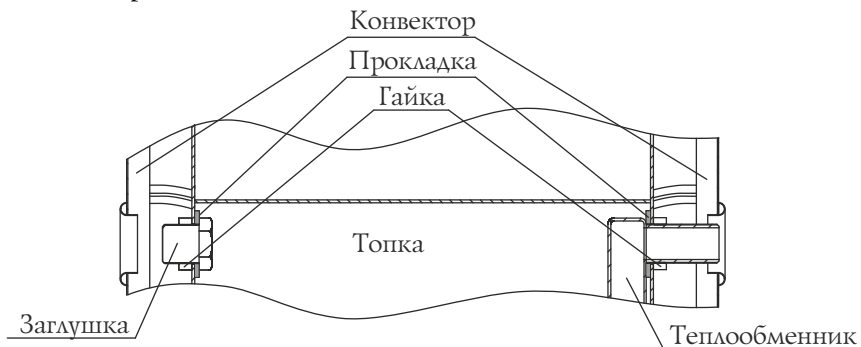 Конвектор
Прокладка
Гайка
Топка
Заглушка
Теплообменник